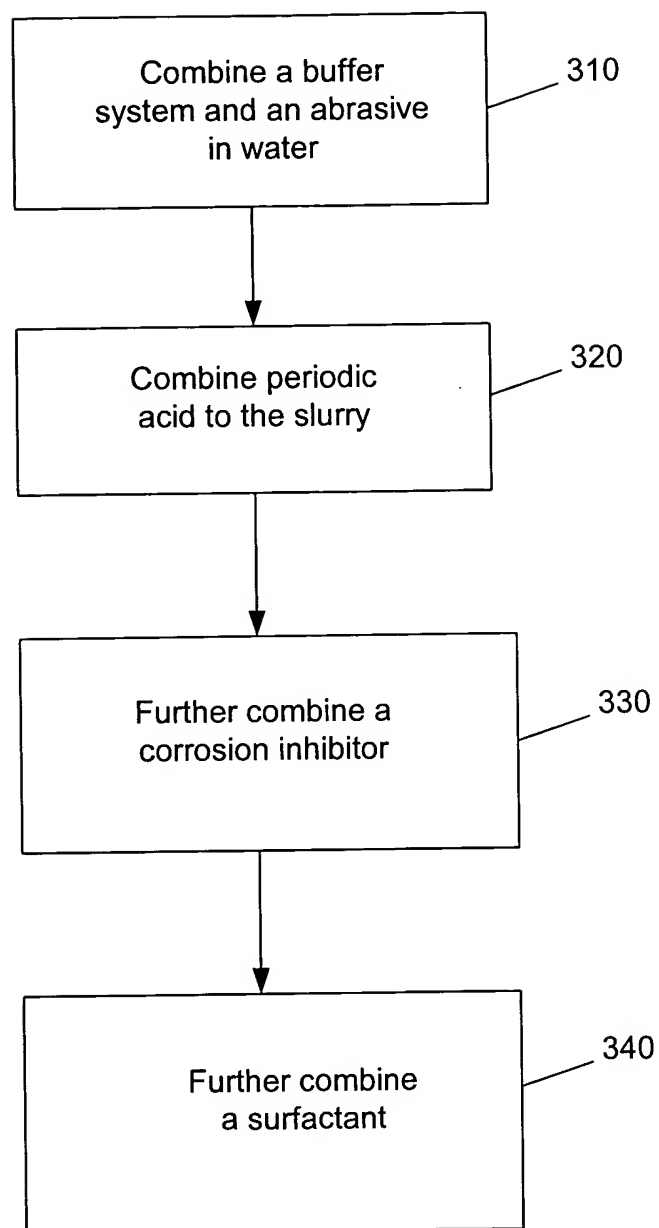 Combine a buffer
system and an abrasive
in water
310
Combine periodic
acid to the slurry
320
Further combine a
corrosion inhibitor
330
Further combine
a surfactant
340